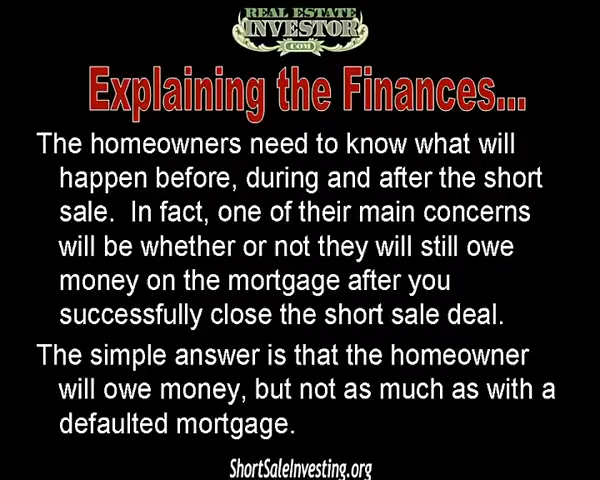 REAL ESTATE
INVESTOR
COM
Explaining the Finances...
The homeowners need to know what will
happen before, during and after the short
sale.  In fact, one of their main concerns
will be whether or not they will still owe
money on the mortgage after you
successfully close the short sale deal.
The simple answer is that the homeowner
will owe money, but not as much as with a
defaulted mortgage.
ShortSaleInvesting.org